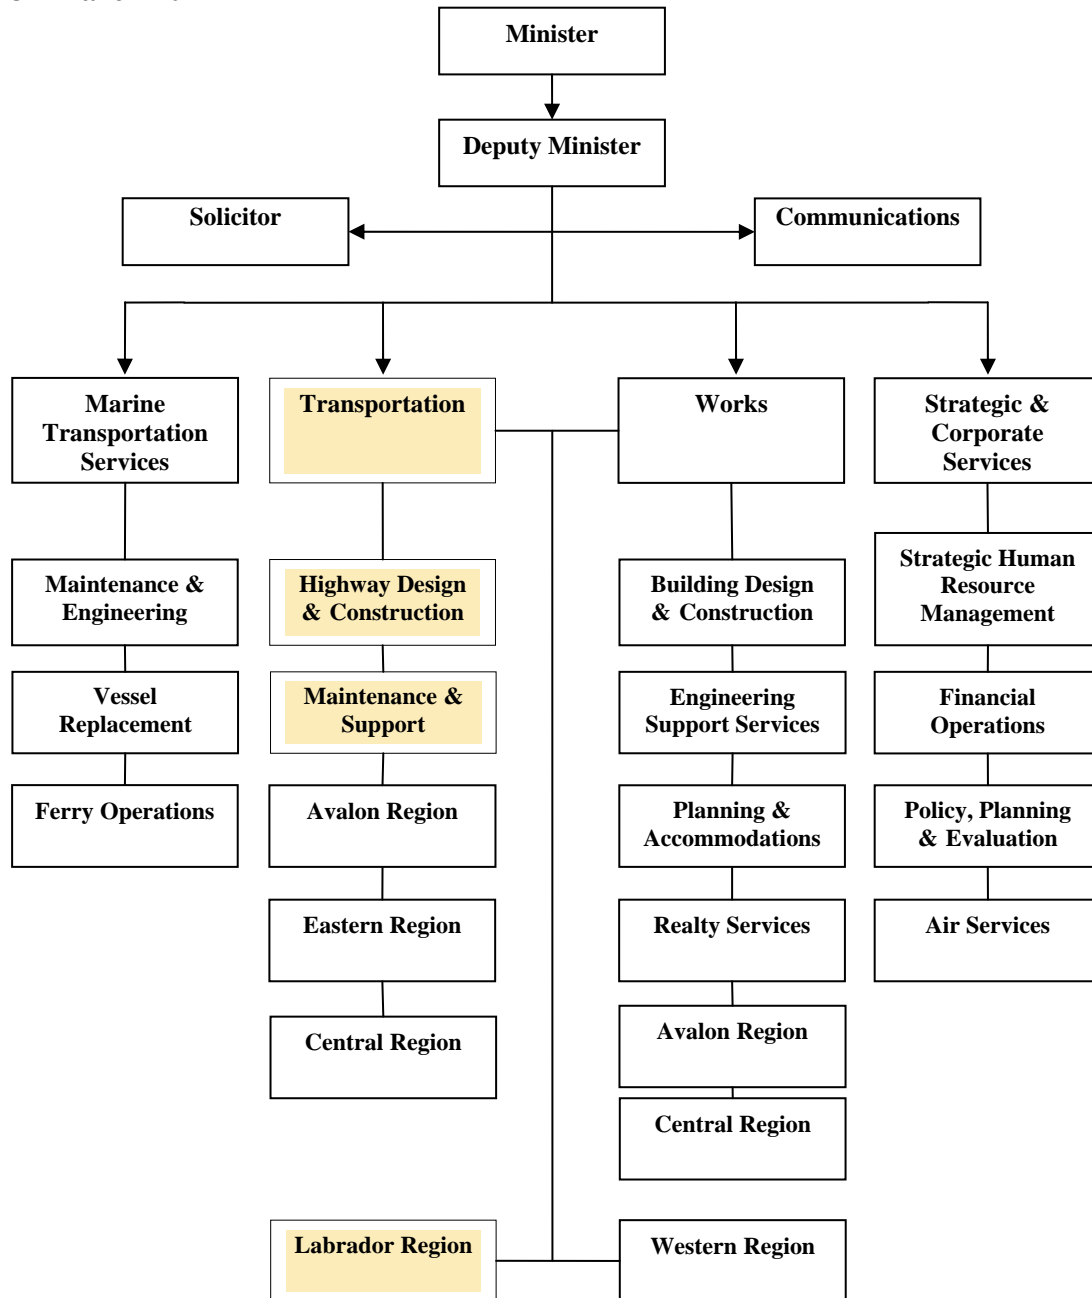 Minister
Deputy Minister
Solicitor
Communications
Marine
Transportation
Services
Transportation
Works
Strategic &
Corporate
Services
Maintenance &
Engineering
Highway Design
& Construction
Building Design
& Construction
Strategic Human
Resource
Management
Vessel
Replacement
Maintenance &
Support
Engineering
Support Services
Financial
Operations
Ferry Operations
Avalon Region
Planning &
Accommodations
Policy, Planning
& Evaluation
Eastern Region
Realty Services
Air Services
Central Region
Avalon Region
Central Region
Labrador Region
Western Region